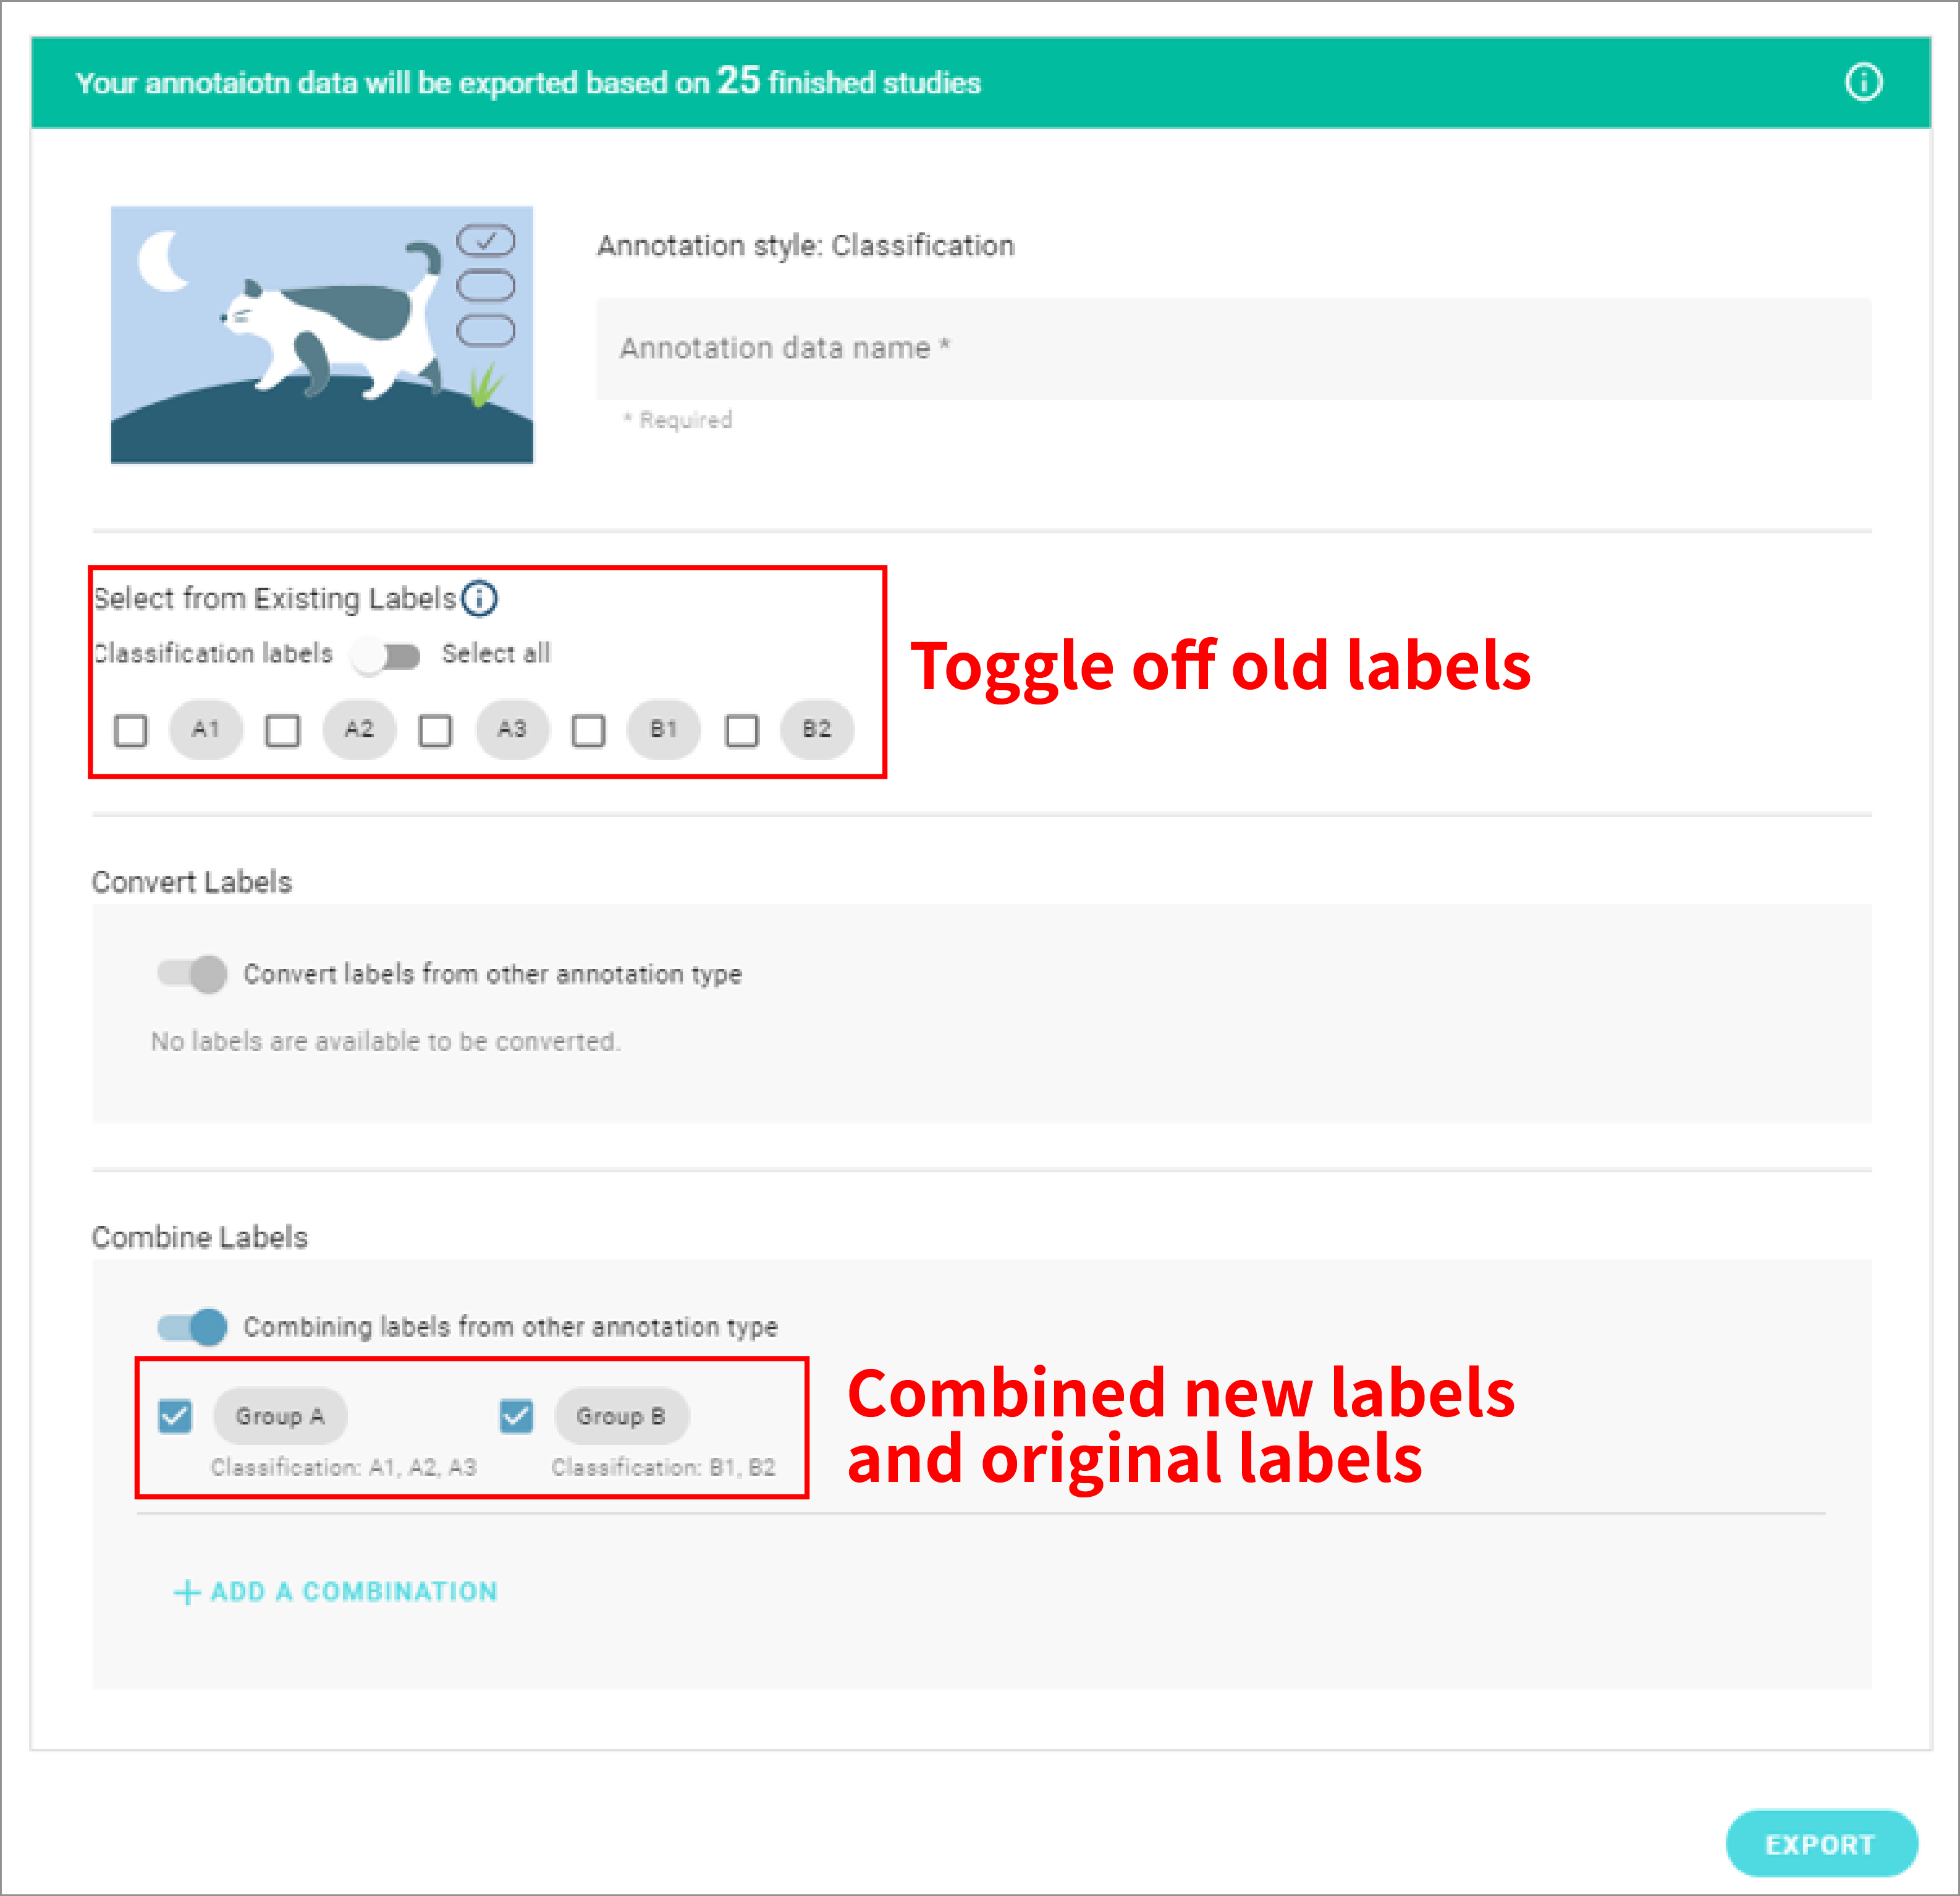 Your annotaiotn data will be exported based on 25 finished studies
Annotation style: Classification
Annotation data name *
* Required
Select from Existing Labels
Classification labels Select all
A1 A2 A3 B1 B2
Toggle off old labels
Convert Labels
Convert labels from other annotation type
No labels are available to be converted.
Combine Labels
Combining labels from other annotation type
Group A Group B
Classification: A1, A2, A3 Classification: B1, B2
Combined new labels
and original labels
+ ADD A COMBINATION
EXPORT